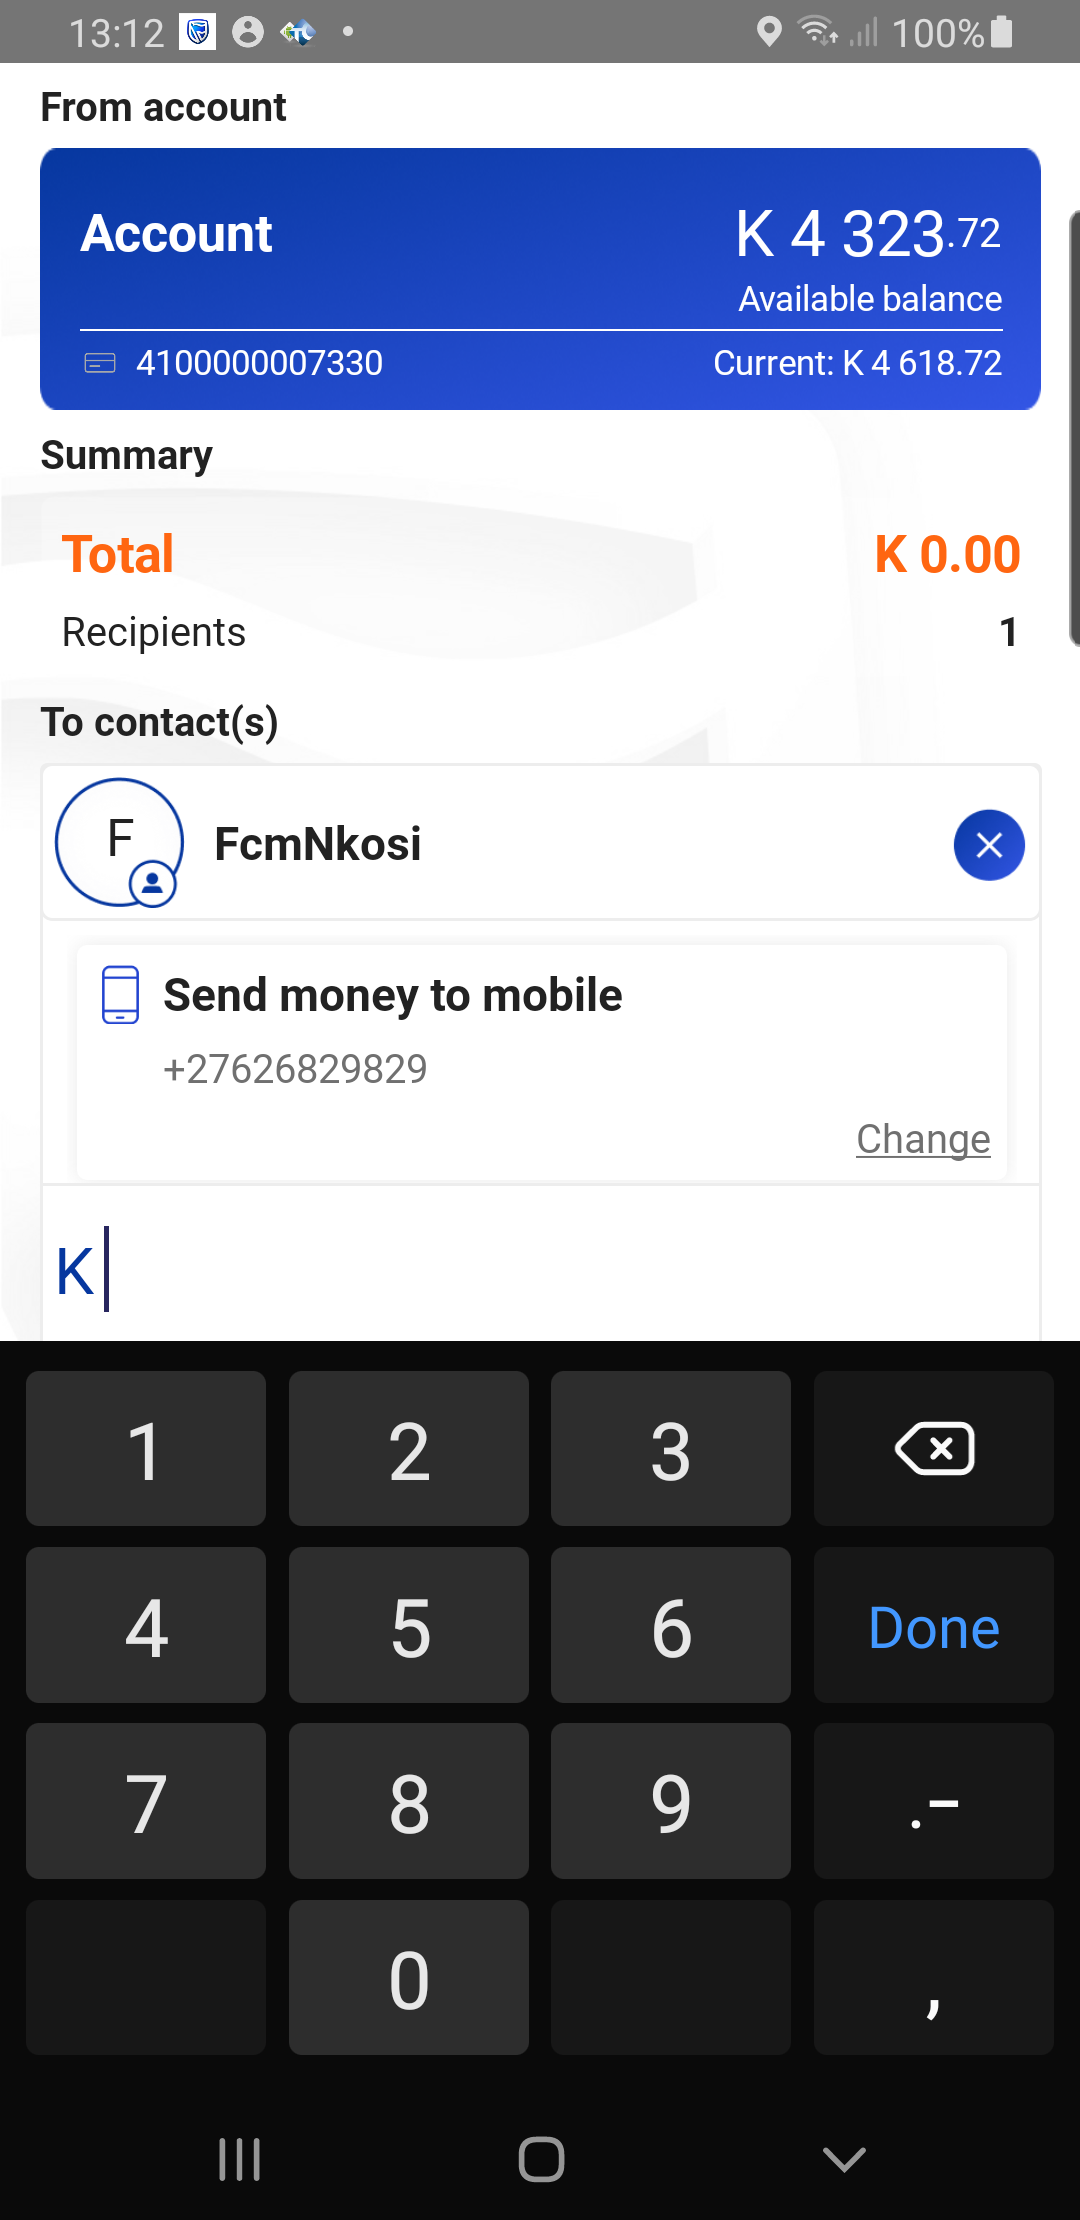 13:12 100%
From account
Account K 4 323.72
Available balance
4100000007330 Current: K 4 618.72
Summary
Total K 0.00
Recipients 1
To contact(s)
F FcmNkosi
Send money to mobile
+27626829829
Change
K
1 2 3
4 5 6 Done
7 8 9 .-
0 ,